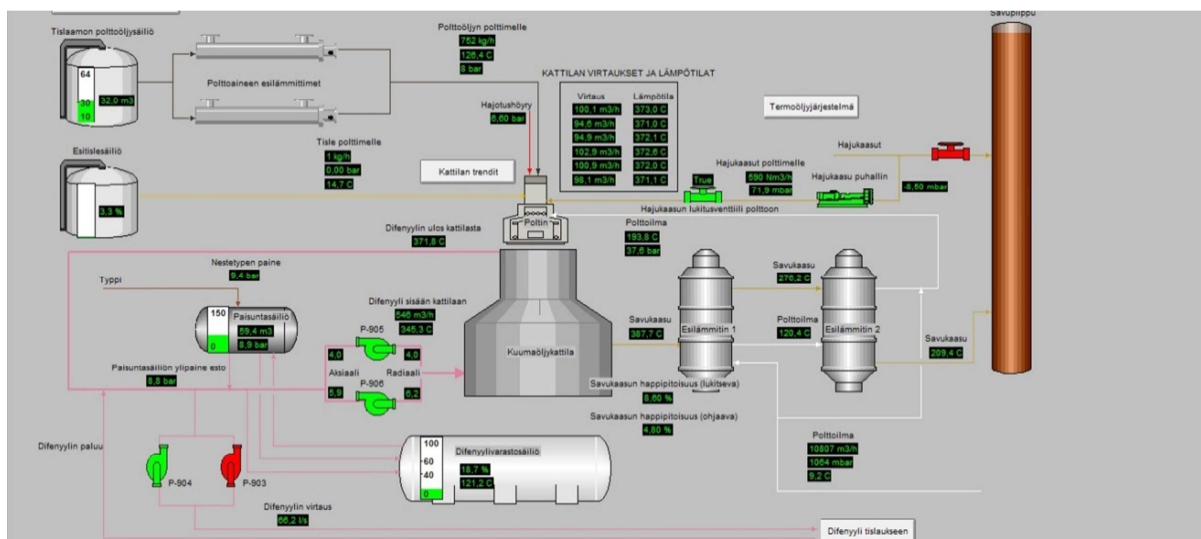 Savupiippu
Tislaamon polttoöljysäiliö
64
30
10
32,0 m3
Polttoaineen esilämmittimet
Polttoöljyn polttimelle
762 kg/h
126,4 C
8 bar
Hajotushöyry
6,60 bar
KATTILAN VIRTAUKSET JA LÄMPÖTILAT
Virtaus Lämpötila
100,1 m3/h 373,0 C
94,6 m3/h 371,0 C
94,9 m3/h 372,1 C
102,9 m3/h 372,6 C
100,9 m3/h 372,0 C
98,1 m3/h 371,1 C
Termoöljyjärjestelmä
Hajukaasut
Esitislesäiliö
3,3 %
Tisle polttimelle
1 kg/h
0,00 bar
14,7 C
Kattilan trendit
True
Hajukaasut polttimelle
590 Nm3/h
71,9 mbar
Hajukaasu puhallin
-8,50 mbar
Hajukaasun lukitusventtiili polttoon
Poltin
Difenyylin ulos kattilasta
371,8 C
Polttoilma
193,8 C
37,6 bar
Nestetypen paine
9,4 bar
Typpi
150
0
Paisuntasäiliö
59,4 m3
8,9 bar
Difenyyli sisään kattilaan
546 m3/h
345,3 C
P-905
4,0 4,0
Aksiaali Radiaali
P-906
5,9 6,2
Kuumaöljykattila
Savukaasu
387,7 C
Esilämmitin 1
Savukaasu
276,2 C
Polttoilma
120,4 C
Esilämmitin 2
Savukaasu
209,4 C
Paisuntasäiliön ylipaine esto
8,8 bar
Savukaasun happipitoisuus (lukitseva)
8,60 %
Savukaasun happipitoisuus (ohjaava)
4,80 %
Difenyylin paluu
P-904
P-903
100
60
40
0
Difenyylivarastosäiliö
18,7 %
121,2 C
Polttoilma
10807 m3/h
1064 mbar
9,2 C
Difenyylin virtaus
66,2 l/s
Difenyyli tislaukseen